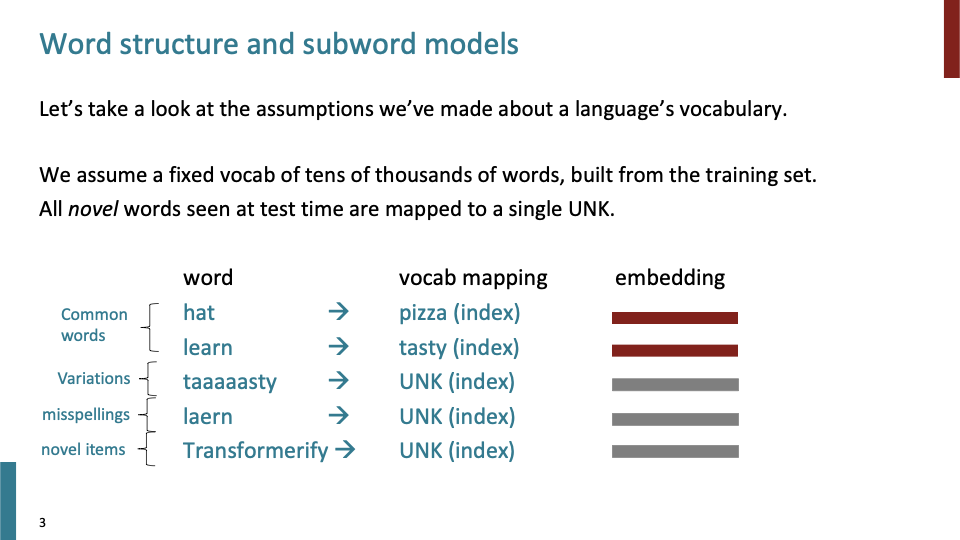 Word structure and subword models
Let’s take a look at the assumptions we’ve made about a language’s vocabulary.
We assume a fixed vocab of tens of thousands of words, built from the training set.
All novel words seen at test time are mapped to a single UNK.
word vocab mapping embedding
Common words
hat → pizza (index)
learn → tasty (index)
Variations taaaaasty → UNK (index)
misspellings laern → UNK (index)
novel items Transformerify → UNK (index)
3